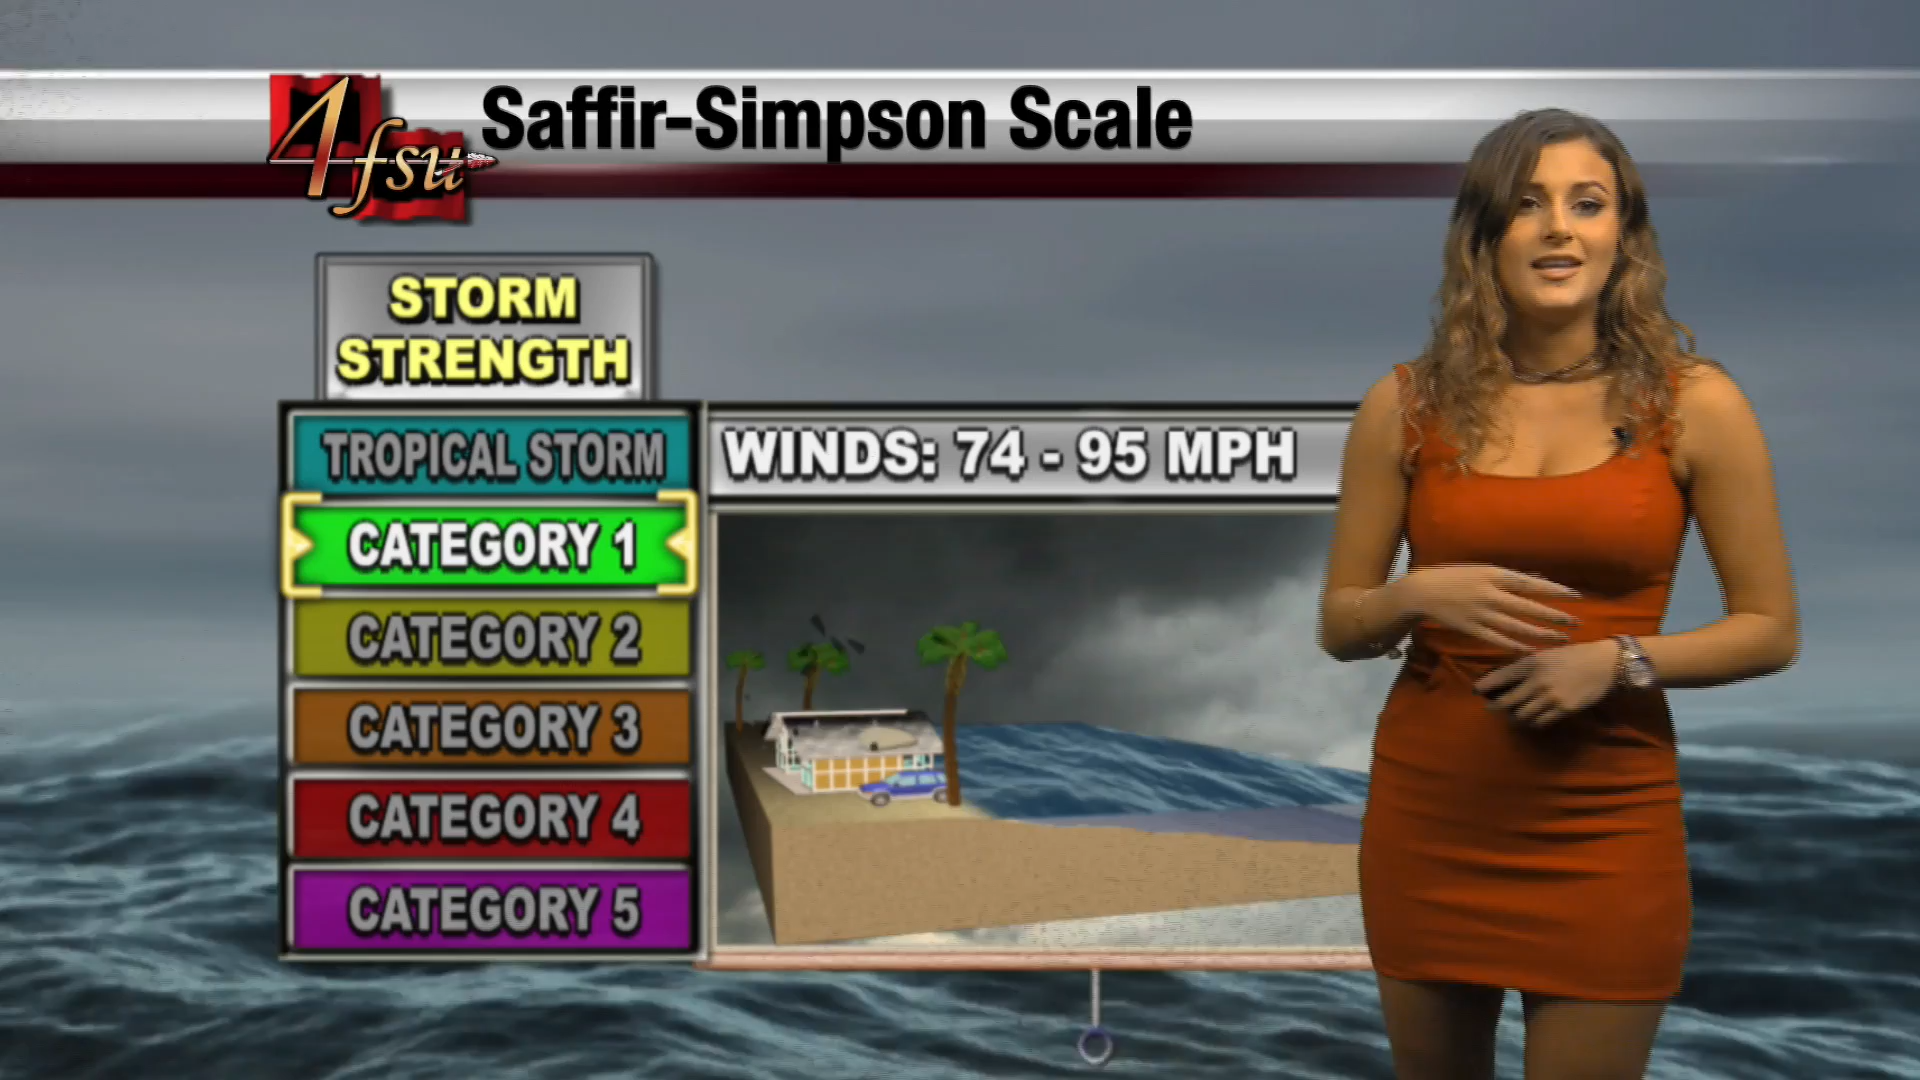 4fsu
Saffir-Simpson Scale
STORM
STRENGTH
TROPICAL STORM
WINDS: 74 - 95 MPH
CATEGORY 1
CATEGORY 2
CATEGORY 3
CATEGORY 4
CATEGORY 5